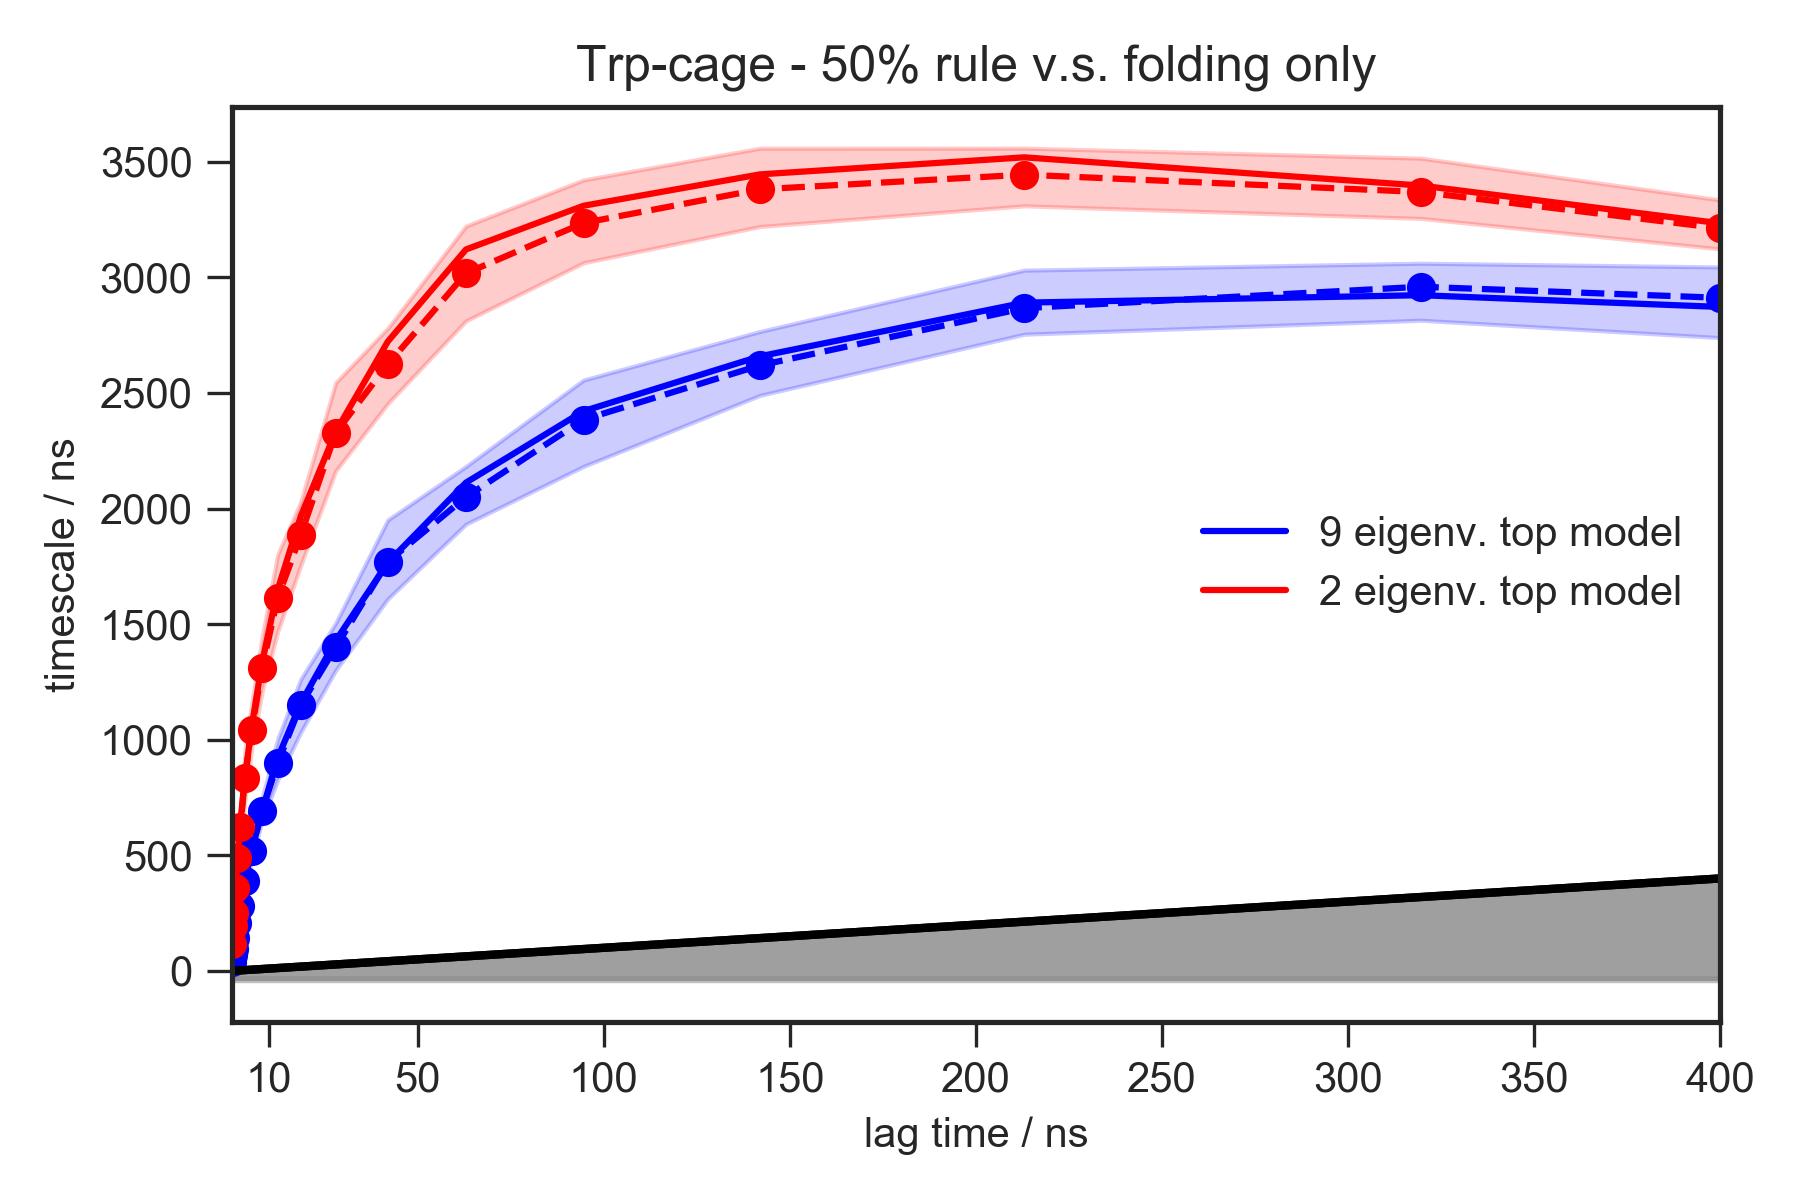 Trp-cage - 50% rule v.s. folding only
timescale / ns
3500
3000
2500
2000
1500
1000
500
0
9 eigenv. top model
2 eigenv. top model
10 50 100 150 200 250 300 350 400
lag time / ns